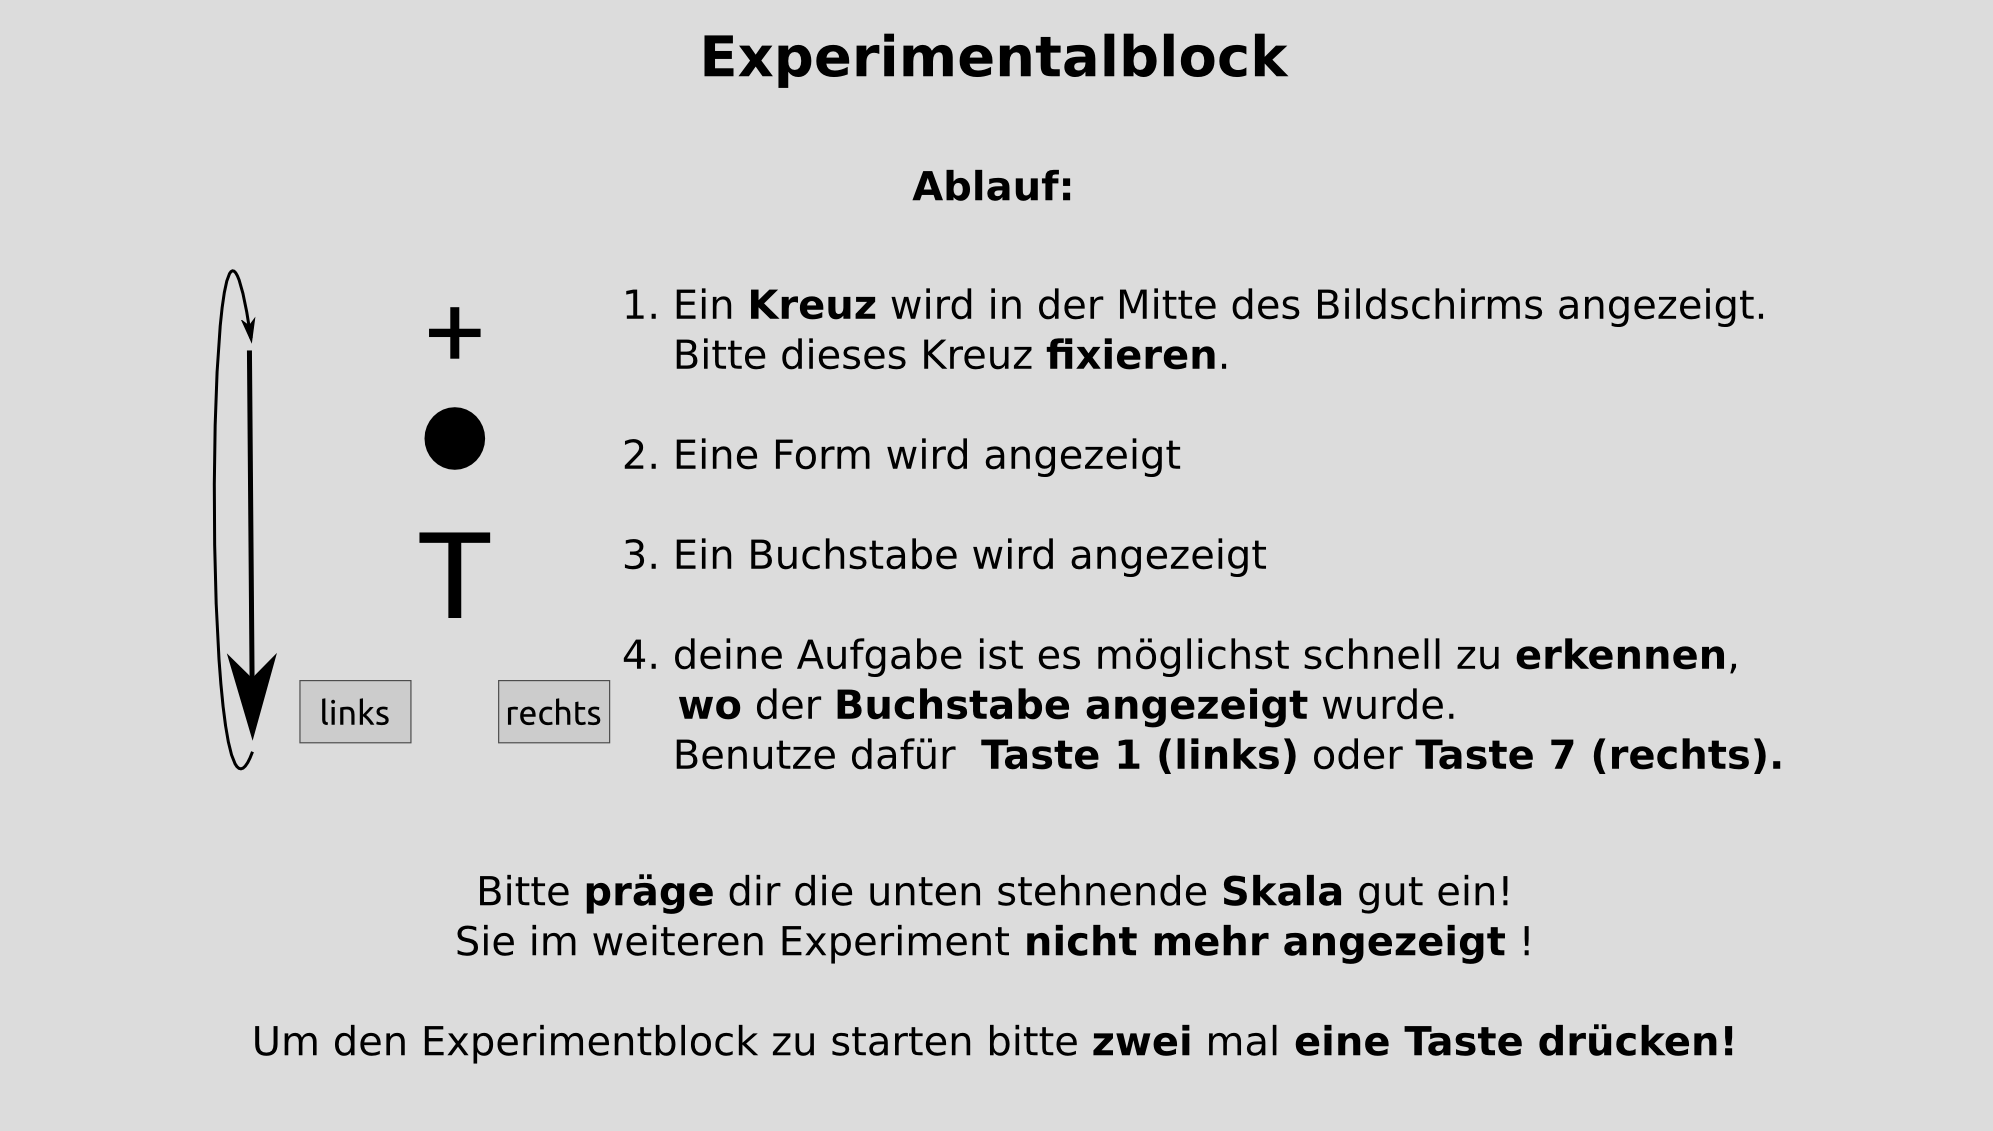 Experimentalblock
Ablauf:
+
1. Ein Kreuz wird in der Mitte des Bildschirms angezeigt.
Bitte dieses Kreuz fixieren.
2. Eine Form wird angezeigt
T
3. Ein Buchstabe wird angezeigt
4. deine Aufgabe ist es möglichst schnell zu erkennen,
wo der Buchstabe angezeigt wurde.
links
rechts
Benutze dafür Taste 1 (links) oder Taste 7 (rechts).
Bitte präge dir die unten stehnende Skala gut ein!
Sie im weiteren Experiment nicht mehr angezeigt !
Um den Experimentblock zu starten bitte zwei mal eine Taste drücken!